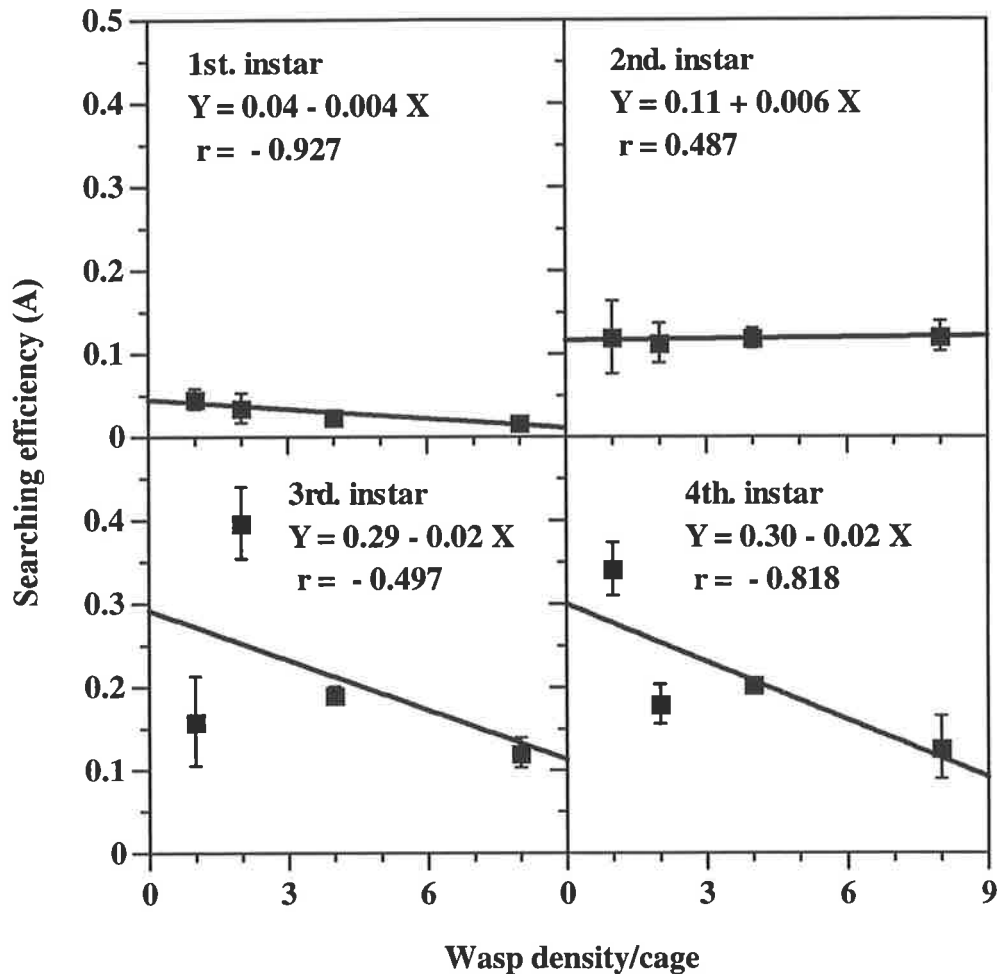 0.5
0.4
0.3
0.2
0.1
0
1st. instar
Y = 0.04 - 0.004 X
r = - 0.927
2nd. instar
Y = 0.11 + 0.006 X
r = 0.487
0.4
0.3
0.2
0.1
0
3rd. instar
Y = 0.29 - 0.02 X
r = - 0.497
4th. instar
Y = 0.30 - 0.02 X
r = - 0.818
0 3 6 0 3 6 9
Searching efficiency (A)
Wasp density/cage